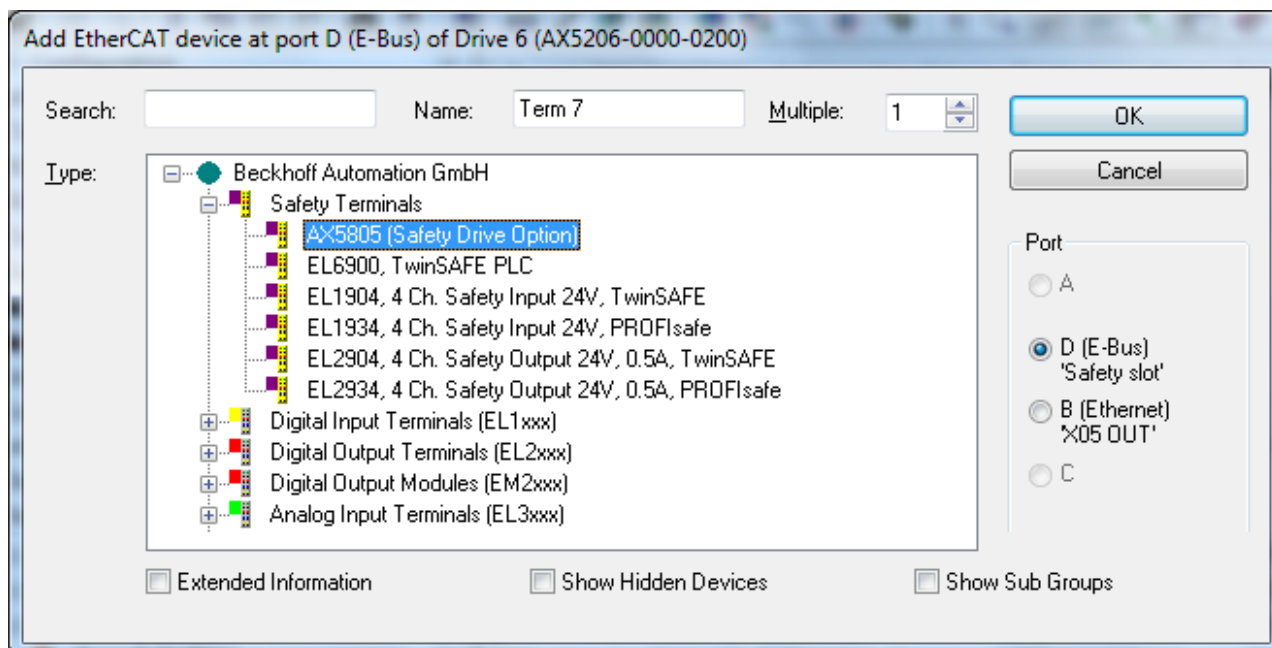 Add EtherCAT device at port D (E-Bus) of Drive 6 (AX5206-0000-0200)
Search: Name: Term 7 Multiple: 1 OK
Type: Beckhoff Automation GmbH Cancel
Safety Terminals
AX5805 (Safety Drive Option)
EL6900, TwinSAFE PLC
EL1904, 4 Ch. Safety Input 24V, TwinSAFE
EL1934, 4 Ch. Safety Input 24V, PROFIsafe
EL2904, 4 Ch. Safety Output 24V, 0.5A, TwinSAFE
EL2934, 4 Ch. Safety Output 24V, 0.5A, PROFIsafe
Digital Input Terminals (EL1xxx)
Digital Output Terminals (EL2xxx)
Digital Output Modules (EM2xxx)
Analog Input Terminals (EL3xxx)
Port
A
D (E-Bus)
'Safety slot'
B (Ethernet)
'X05 OUT'
C
Extended Information Show Hidden Devices Show Sub Groups